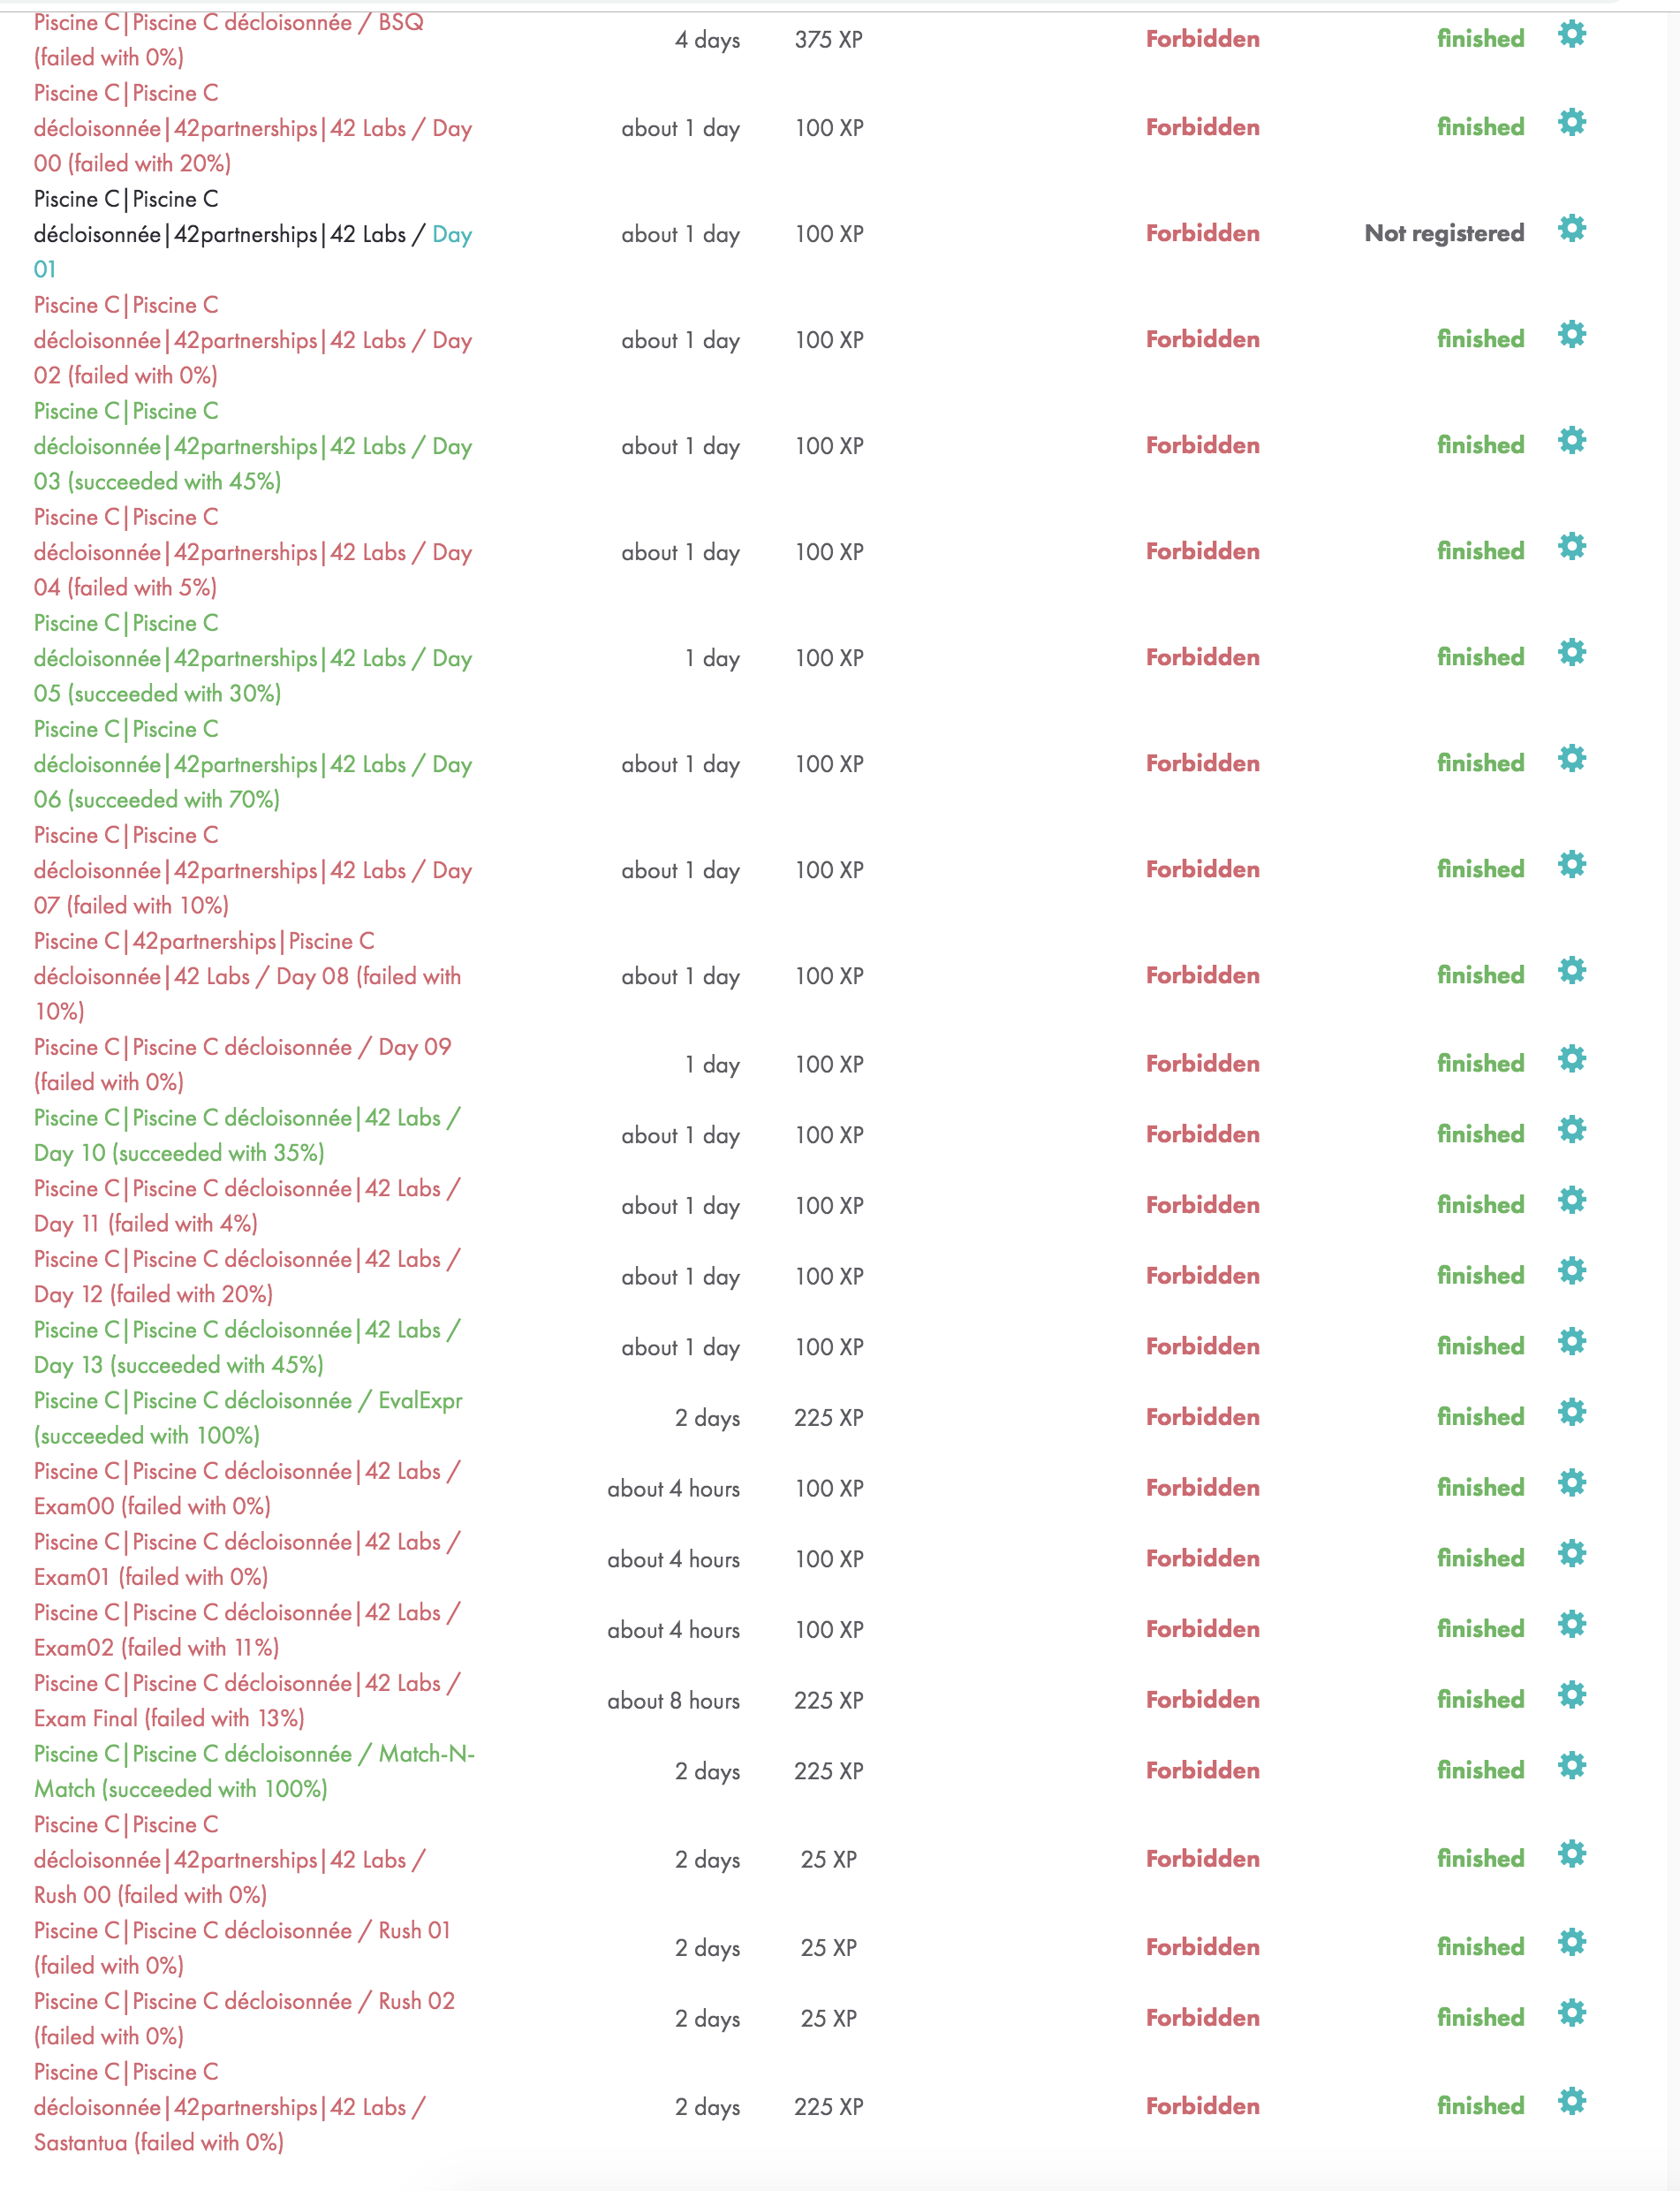 Piscine C|Piscine C décloisonnée / BSQ
(failed with 0%)
4 days 375 XP Forbidden finished
Piscine C|Piscine C
décloisonnée|42partnerships|42 Labs / Day
00 (failed with 20%)
about 1 day 100 XP Forbidden finished
Piscine C|Piscine C
décloisonnée|42partnerships|42 Labs / Day
01
about 1 day 100 XP Forbidden Not registered
Piscine C|Piscine C
décloisonnée|42partnerships|42 Labs / Day
02 (failed with 0%)
about 1 day 100 XP Forbidden finished
Piscine C|Piscine C
décloisonnée|42partnerships|42 Labs / Day
03 (succeeded with 45%)
about 1 day 100 XP Forbidden finished
Piscine C|Piscine C
décloisonnée|42partnerships|42 Labs / Day
04 (failed with 5%)
about 1 day 100 XP Forbidden finished
Piscine C|Piscine C
décloisonnée|42partnerships|42 Labs / Day
05 (succeeded with 30%)
1 day 100 XP Forbidden finished
Piscine C|Piscine C
décloisonnée|42partnerships|42 Labs / Day
06 (succeeded with 70%)
about 1 day 100 XP Forbidden finished
Piscine C|Piscine C
décloisonnée|42partnerships|42 Labs / Day
07 (failed with 10%)
about 1 day 100 XP Forbidden finished
Piscine C|42partnerships|Piscine C
décloisonnée|42 Labs / Day 08 (failed with
10%)
about 1 day 100 XP Forbidden finished
Piscine C|Piscine C décloisonnée / Day 09
(failed with 0%)
1 day 100 XP Forbidden finished
Piscine C|Piscine C décloisonnée|42 Labs /
Day 10 (succeeded with 35%)
about 1 day 100 XP Forbidden finished
Piscine C|Piscine C décloisonnée|42 Labs /
Day 11 (failed with 4%)
about 1 day 100 XP Forbidden finished
Piscine C|Piscine C décloisonnée|42 Labs /
Day 12 (failed with 20%)
about 1 day 100 XP Forbidden finished
Piscine C|Piscine C décloisonnée|42 Labs /
Day 13 (succeeded with 45%)
about 1 day 100 XP Forbidden finished
Piscine C|Piscine C décloisonnée / EvalExpr
(succeeded with 100%)
2 days 225 XP Forbidden finished
Piscine C|Piscine C décloisonnée|42 Labs /
Exam00 (failed with 0%)
about 4 hours 100 XP Forbidden finished
Piscine C|Piscine C décloisonnée|42 Labs /
Exam01 (failed with 0%)
about 4 hours 100 XP Forbidden finished
Piscine C|Piscine C décloisonnée|42 Labs /
Exam02 (failed with 11%)
about 4 hours 100 XP Forbidden finished
Piscine C|Piscine C décloisonnée|42 Labs /
Exam Final (failed with 13%)
about 8 hours 225 XP Forbidden finished
Piscine C|Piscine C décloisonnée / Match-N-
Match (succeeded with 100%)
2 days 225 XP Forbidden finished
Piscine C|Piscine C
décloisonnée|42partnerships|42 Labs /
Rush 00 (failed with 0%)
2 days 25 XP Forbidden finished
Piscine C|Piscine C décloisonnée / Rush 01
(failed with 0%)
2 days 25 XP Forbidden finished
Piscine C|Piscine C décloisonnée / Rush 02
(failed with 0%)
2 days 25 XP Forbidden finished
Piscine C|Piscine C
décloisonnée|42partnerships|42 Labs /
Sastantua (failed with 0%)
2 days 225 XP Forbidden finished